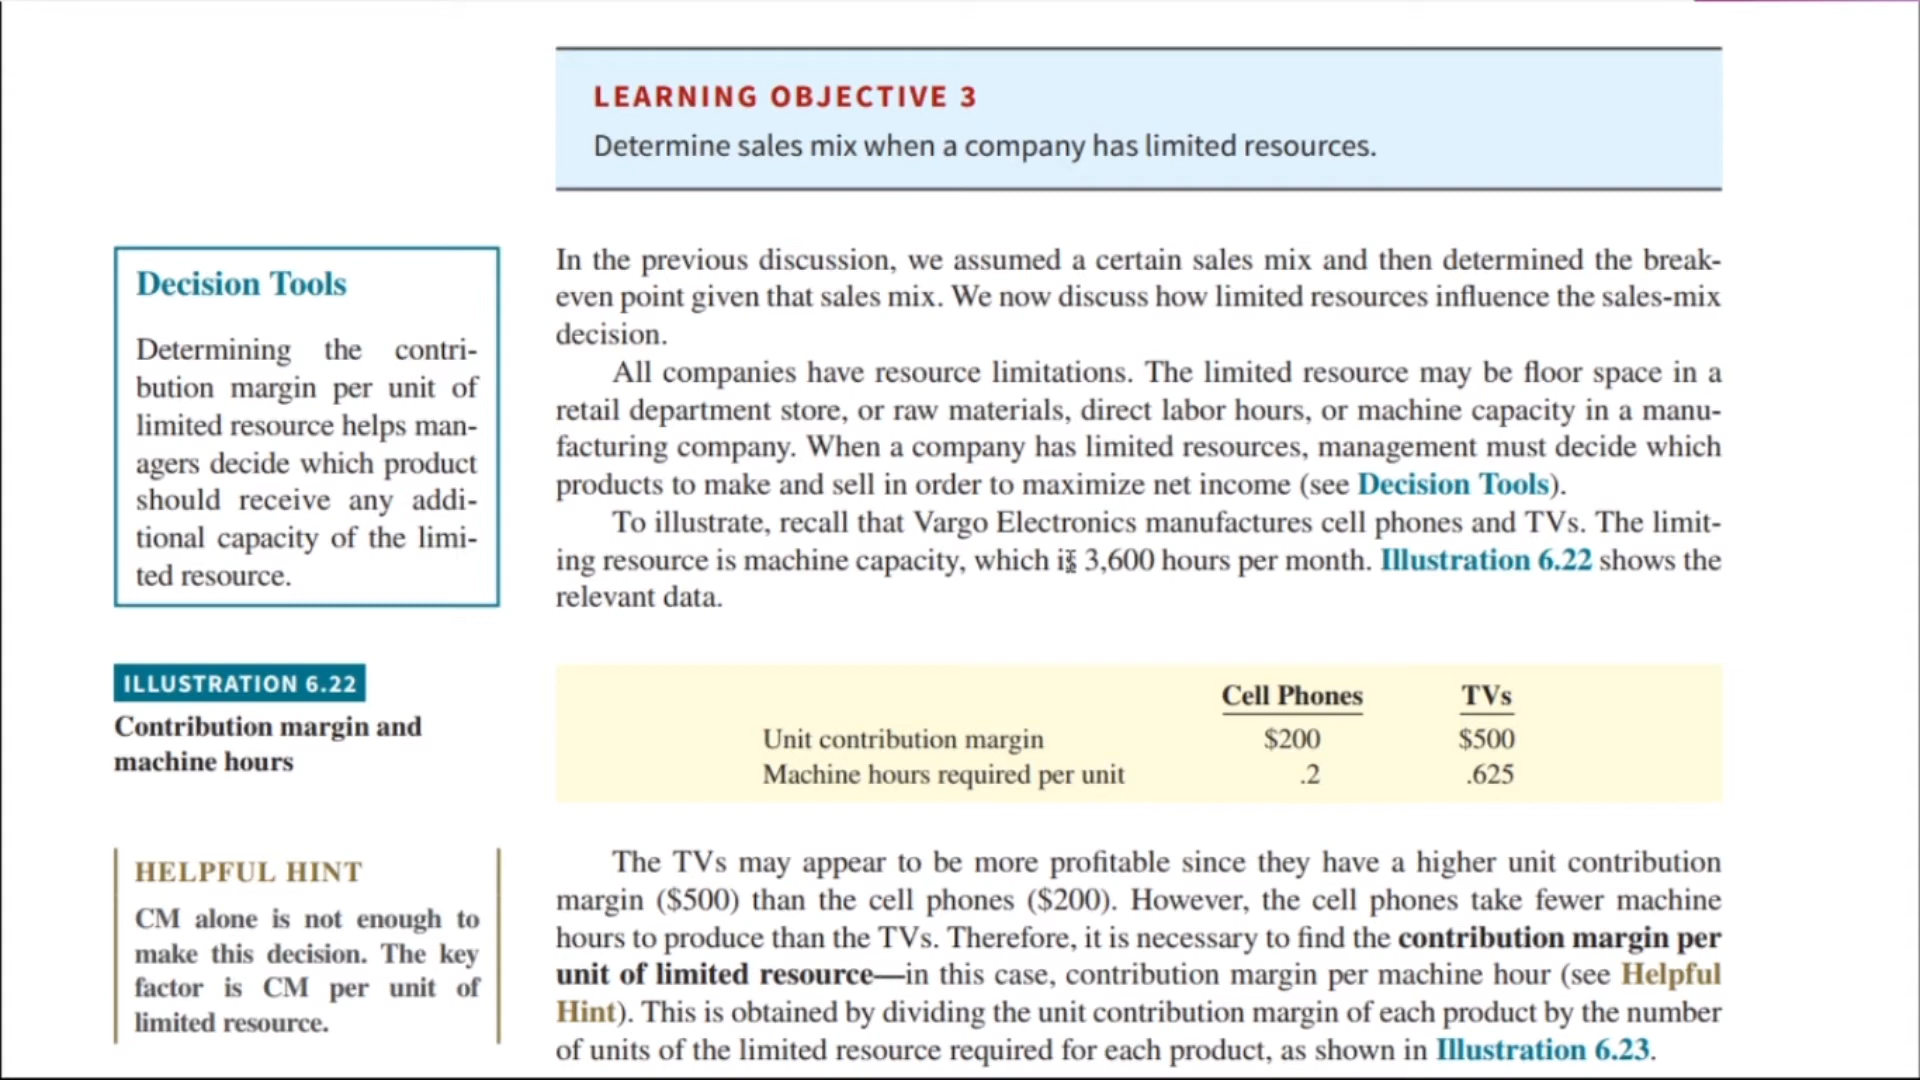 LEARNING OBJECTIVE 3
Determine sales mix when a company has limited resources.
Decision Tools
Determining the contri-
bution margin per unit of
limited resource helps man-
agers decide which product
should receive any addi-
tional capacity of the limi-
ted resource.
In the previous discussion, we assumed a certain sales mix and then determined the break-
even point given that sales mix. We now discuss how limited resources influence the sales-mix
decision.
All companies have resource limitations. The limited resource may be floor space in a
retail department store, or raw materials, direct labor hours, or machine capacity in a manu-
facturing company. When a company has limited resources, management must decide which
products to make and sell in order to maximize net income (see Decision Tools).
To illustrate, recall that Vargo Electronics manufactures cell phones and TVs. The limit-
ing resource is machine capacity, which is 3,600 hours per month. Illustration 6.22 shows the
relevant data.
ILLUSTRATION 6.22
Contribution margin and
machine hours
Cell Phones TVs
Unit contribution margin $200 $500
Machine hours required per unit .2 .625
HELPFUL HINT
CM alone is not enough to
make this decision. The key
factor is CM per unit of
limited resource.
The TVs may appear to be more profitable since they have a higher unit contribution
margin ($500) than the cell phones ($200). However, the cell phones take fewer machine
hours to produce than the TVs. Therefore, it is necessary to find the contribution margin per
unit of limited resource—in this case, contribution margin per machine hour (see Helpful
Hint). This is obtained by dividing the unit contribution margin of each product by the number
of units of the limited resource required for each product, as shown in Illustration 6.23.